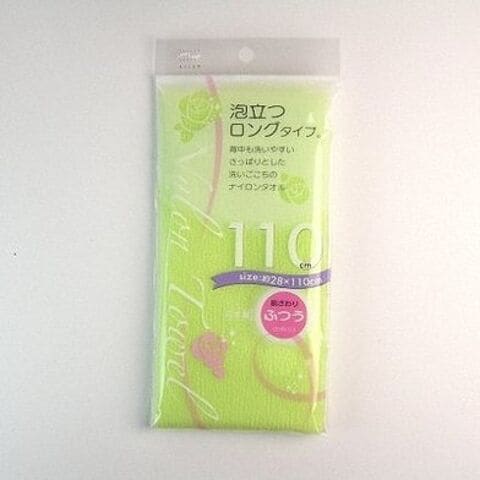 泡立つ
ロングタイプ。
背中も洗いやすい
さっぱりとした
洗いごこちの
ナイロンタオル
110
cm
size:約28×110cm
肌ざわり
ふつう
Nylon Towel